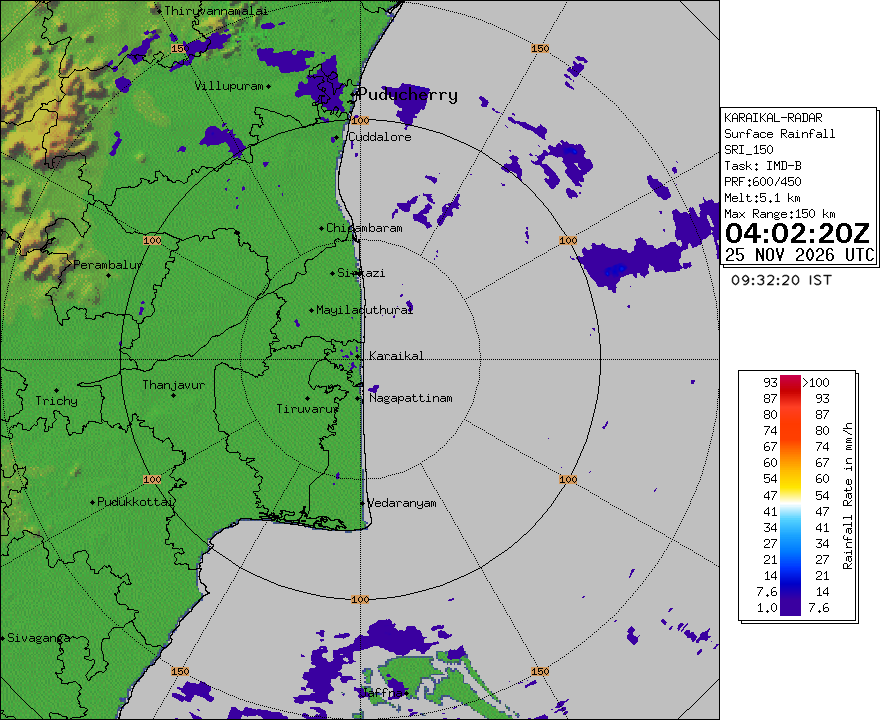 Thiruvannamalai
150
150
Villupuram
Puducherry
100
Cuddalore
KARAIKAL-RADAR
Surface Rainfall
SRI_150
Task: IMD-B
PRF:600/450
Melt:5.1 km
Max Range:150 km
04:02:20Z
25 NOV 2026 UTC
09:32:20 IST
Chidambaram
100
100
Perambalur
Sirkazi
Mayiladuthurai
Karaikal
Thanjavur
Trichy
Nagapattinam
Tiruvarur
100
100
Pudukkottai
Vedaranyam
100
Sivaganga
150
150
Jaffna
93 >100
87 93
80 87
74 80
67 74
60 67
54 60
47 54
41 47
34 41
27 34
21 27
14 21
7.6 14
1.0 7.6
Rainfall Rate in mm/h